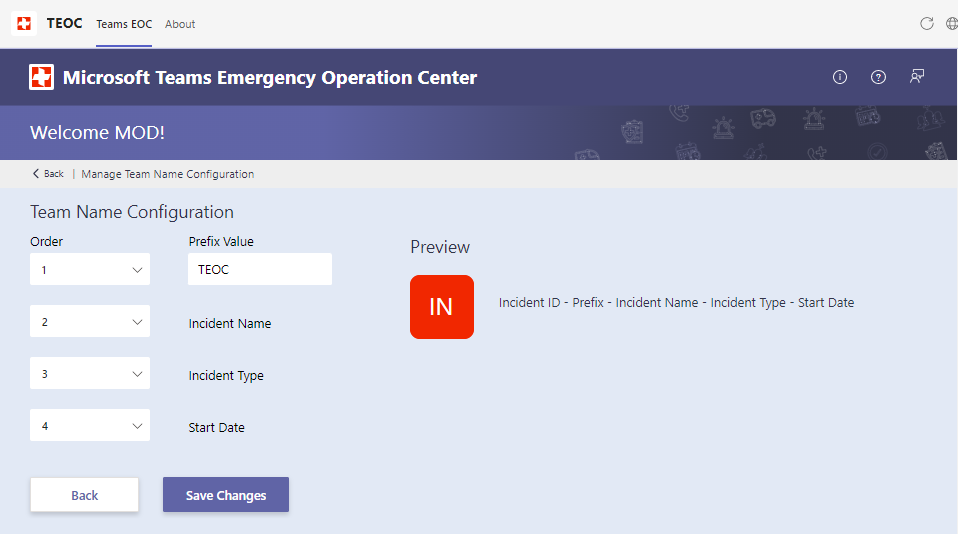 TEOC Teams EOC About
Microsoft Teams Emergency Operation Center
Welcome MOD!
Back | Manage Team Name Configuration
Team Name Configuration
Order Prefix Value
Preview
1 TEOC
IN
Incident ID - Prefix - Incident Name - Incident Type - Start Date
2 Incident Name
3 Incident Type
4 Start Date
Back Save Changes